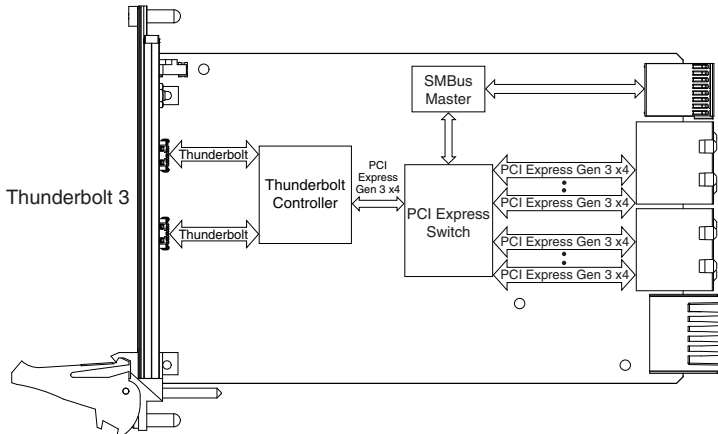 SMBus
Master
Thunderbolt 3
Thunderbolt
Thunderbolt
Thunderbolt
Controller
PCI
Express
Gen 3 x4
PCI Express
Switch
PCI Express Gen 3 x4
PCI Express Gen 3 x4
PCI Express Gen 3 x4
PCI Express Gen 3 x4